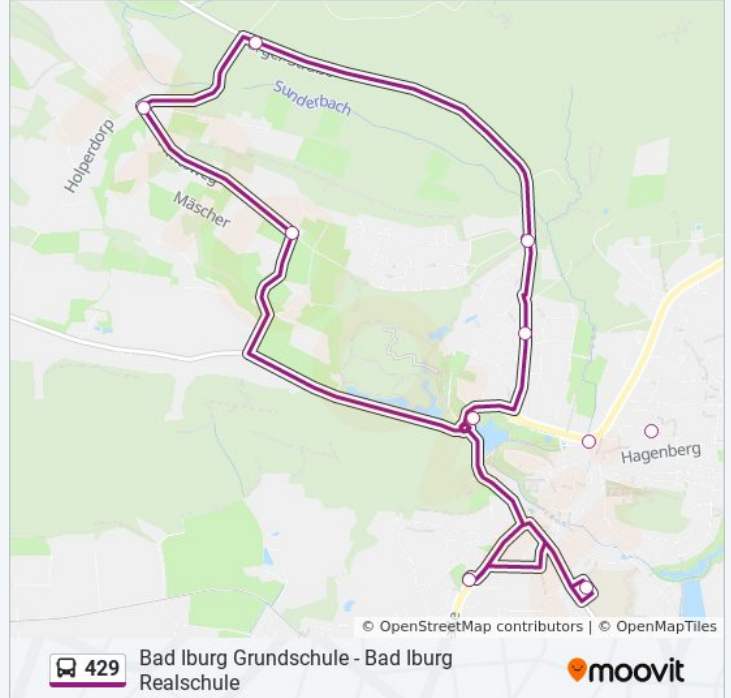 Sunderbach
Holperdorp
Mäscher
Hagenberg
© OpenStreetMap contributors | © OpenMapTiles
429
Bad Iburg Grundschule - Bad Iburg
Realschule
moovit